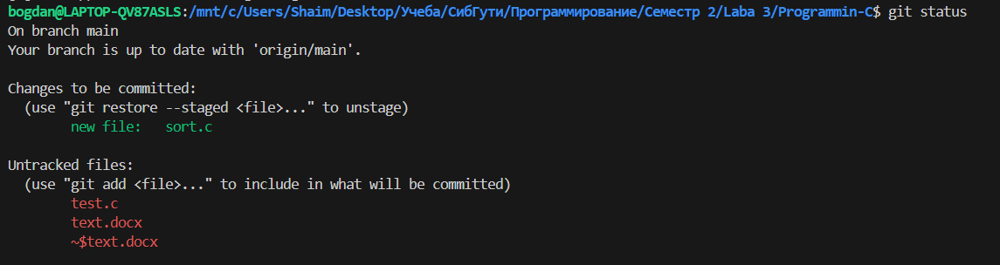 bogdan@LAPTOP-QV87ASLS:/mnt/c/Users/Shaim/Desktop/Учеба/СибГути/Программирование/Семестр 2/Laba 3/Programmin-C$ git status
On branch main
Your branch is up to date with 'origin/main'.
Changes to be committed:
(use "git restore --staged <file>..." to unstage)
new file:   sort.c
Untracked files:
(use "git add <file>..." to include in what will be committed)
test.c
text.docx
~$text.docx